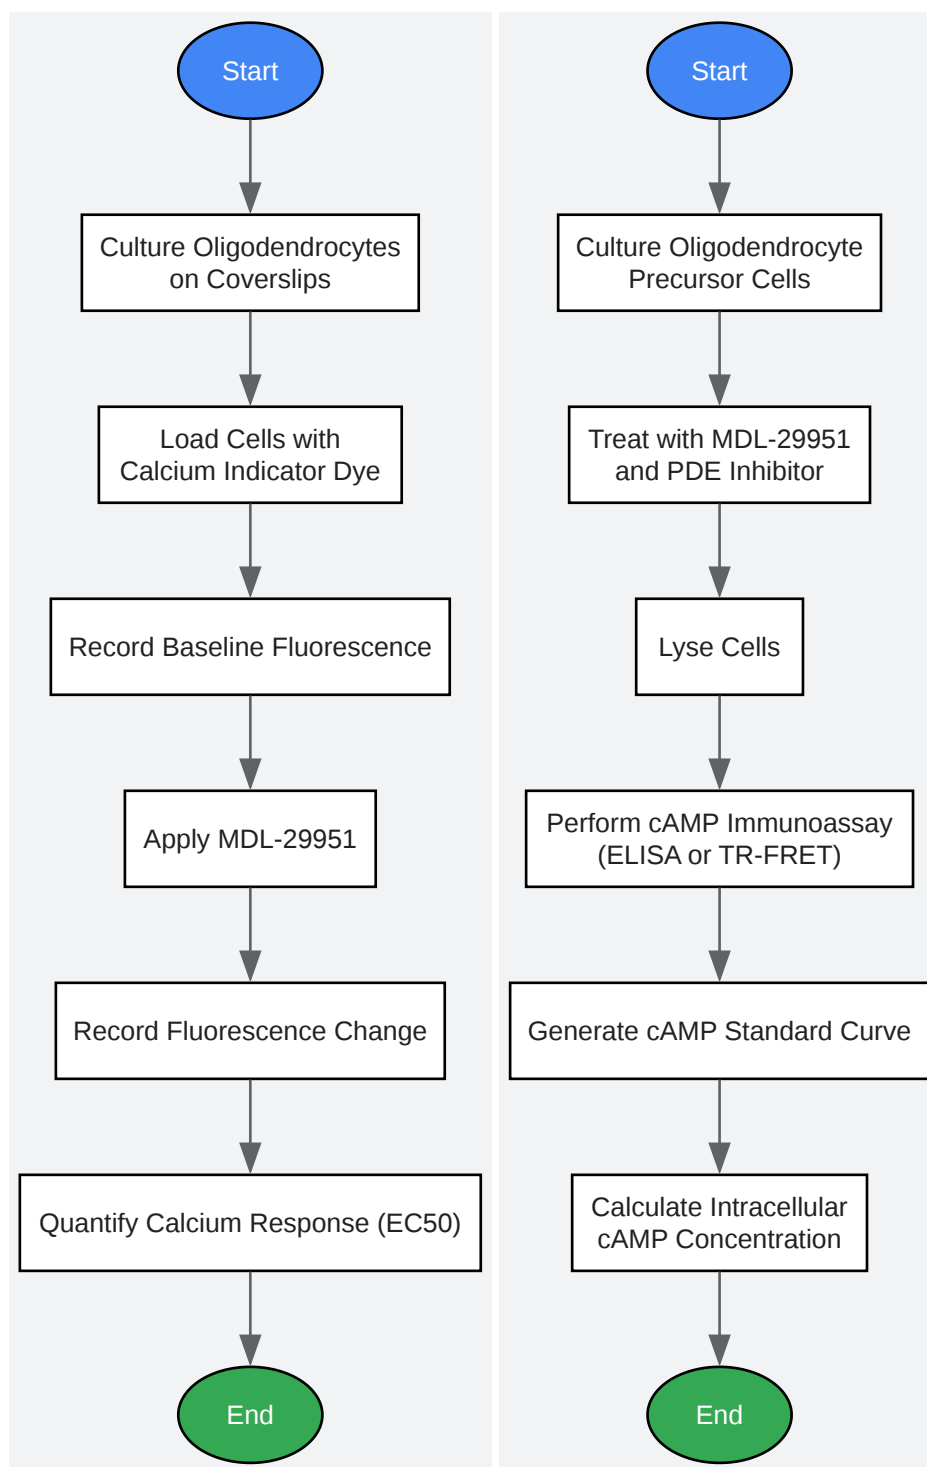 Start
Culture Oligodendrocytes
on Coverslips
Load Cells with
Calcium Indicator Dye
Record Baseline Fluorescence
Apply MDL-29951
Record Fluorescence Change
Quantify Calcium Response (EC50)
End
Start
Culture Oligodendrocyte
Precursor Cells
Treat with MDL-29951
and PDE Inhibitor
Lyse Cells
Perform cAMP Immunoassay
(ELISA or TR-FRET)
Generate cAMP Standard Curve
Calculate Intracellular
cAMP Concentration
End